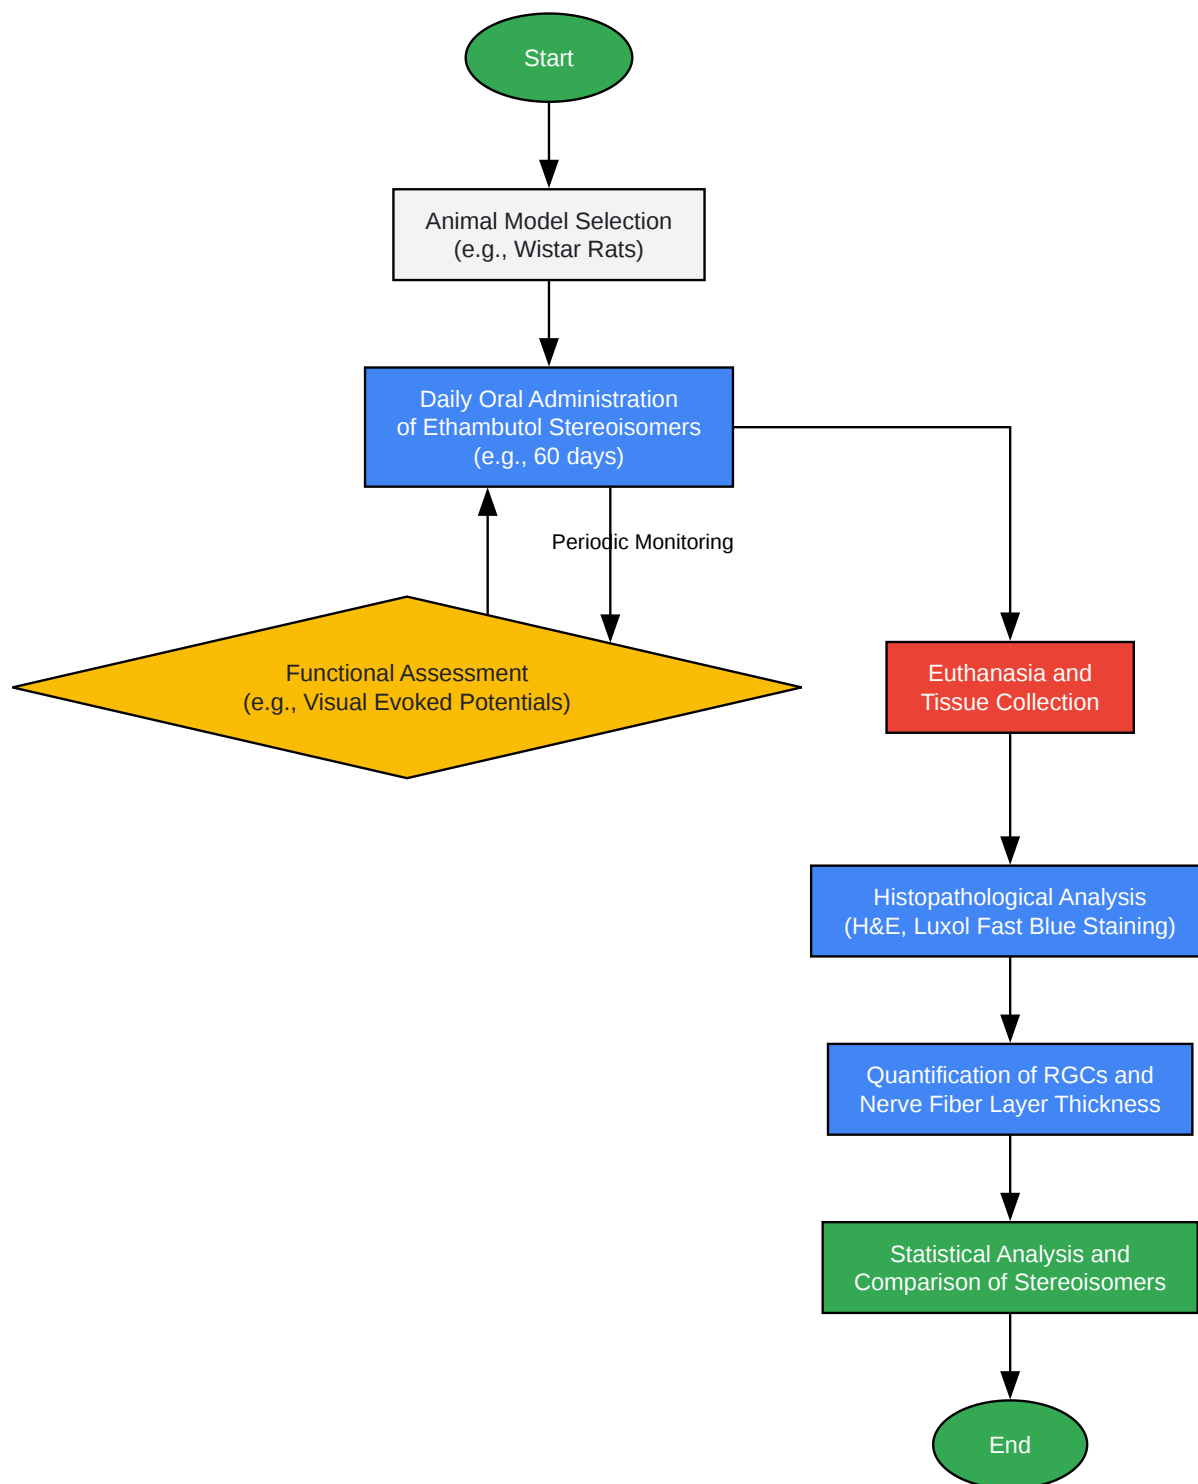 Start
Animal Model Selection
(e.g., Wistar Rats)
Daily Oral Administration
of Ethambutol Stereoisomers
(e.g., 60 days)
Periodic Monitoring
Functional Assessment
(e.g., Visual Evoked Potentials)
Euthanasia and
Tissue Collection
Histopathological Analysis
(H&E, Luxol Fast Blue Staining)
Quantification of RGCs and
Nerve Fiber Layer Thickness
Statistical Analysis and
Comparison of Stereoisomers
End